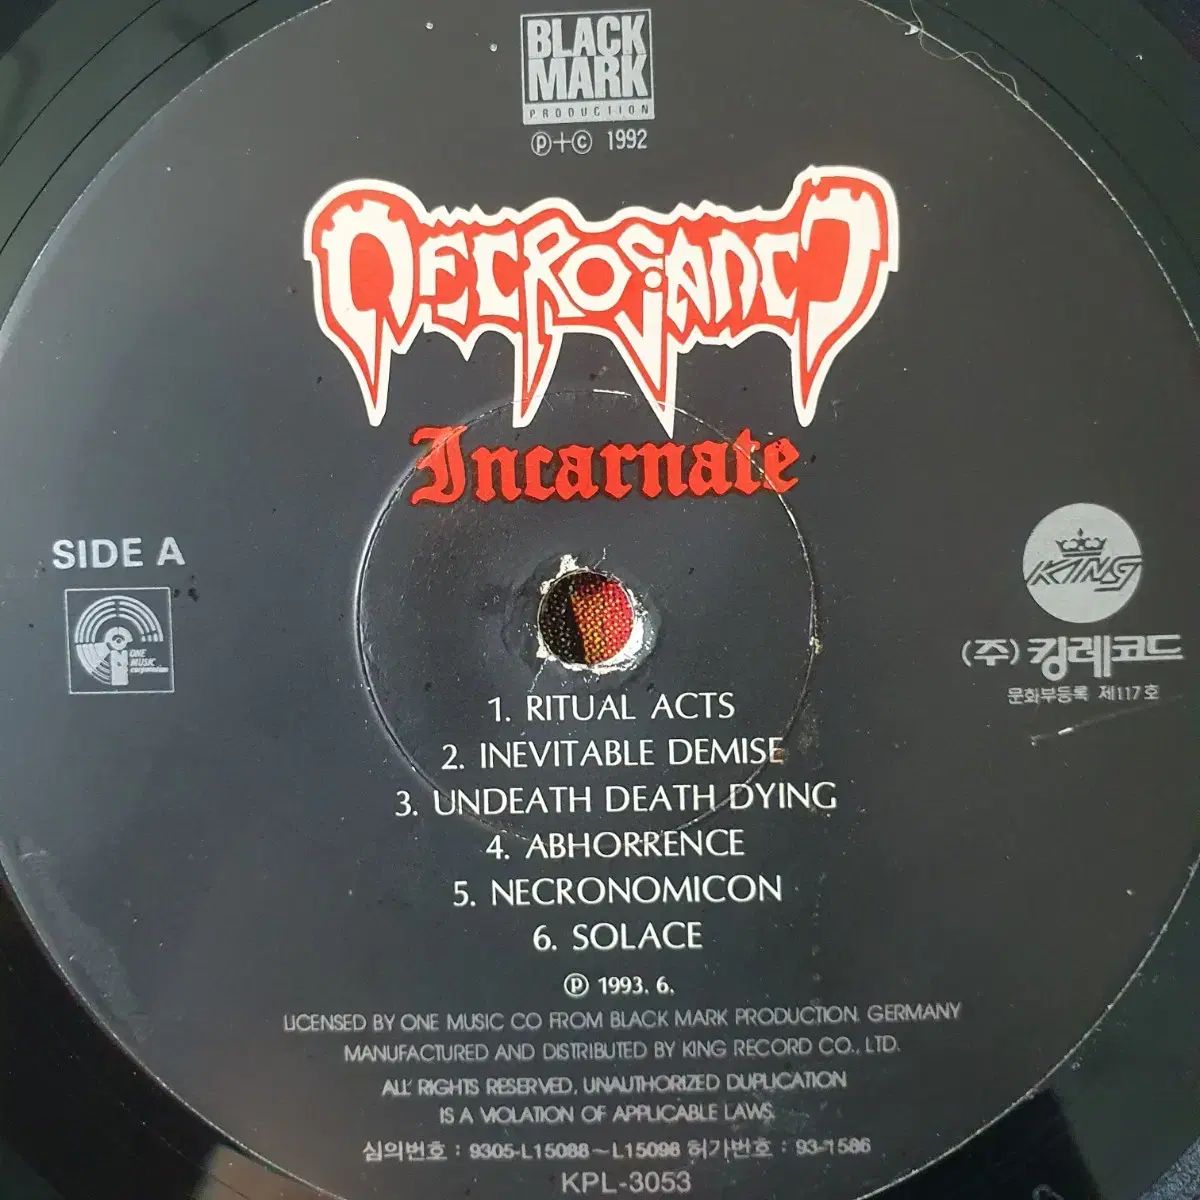 BLACK
MARK
PRODUCTION
℗+© 1992
NECROSANCT
Incarnate
SIDE A
ONE
MUSIC
corporation
KING
(주) 킹레코드
문화부등록 제117호
1. RITUAL ACTS
2. INEVITABLE DEMISE
3. UNDEATH DEATH DYING
4. ABHORRENCE
5. NECRONOMICON
6. SOLACE
℗ 1993. 6.
LICENSED BY ONE MUSIC CO FROM BLACK MARK PRODUCTION. GERMANY
MANUFACTURED AND DISTRIBUTED BY KING RECORD CO., LTD.
ALL RIGHTS RESERVED, UNAUTHORIZED DUPLICATION
IS A VIOLATION OF APPLICABLE LAWS.
심의번호 : 9305-L15088~L15098 허가번호 : 93-1586
KPL-3053